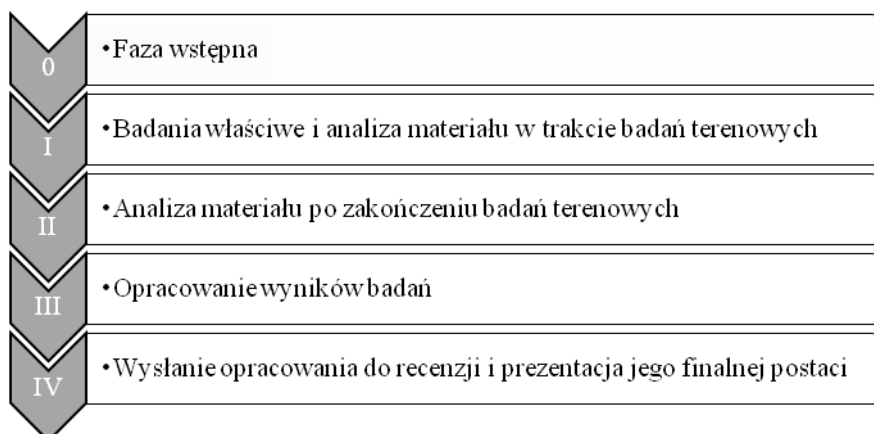 0
•Faza wstępna
I
•Badania właściwe i analiza materiału w trakcie badań terenowych
II
•Analiza materiału po zakończeniu badań terenowych
III
•Opracowanie wyników badań
IV
•Wysłanie opracowania do recenzji i prezentacja jego finalnej postaci